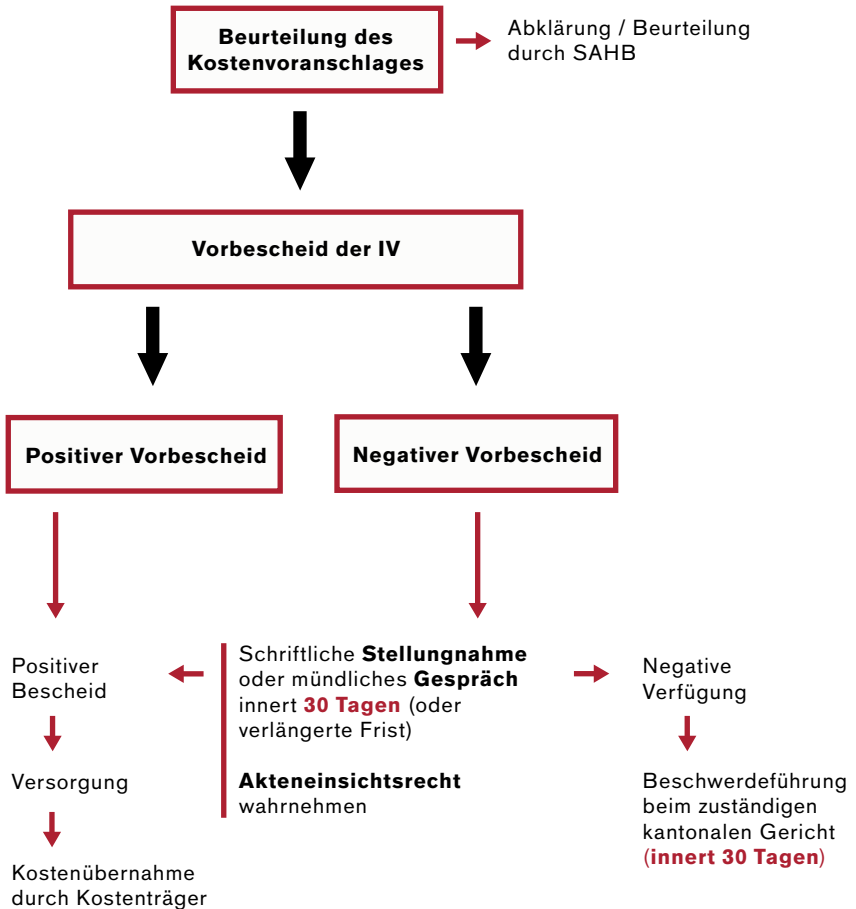 Beurteilung des
Kostenvoranschlages
Abklärung / Beurteilung
durch SAHB
Vorbescheid der IV
Positiver Vorbescheid
Negativer Vorbescheid
Positiver
Bescheid
Schriftliche Stellungnahme
oder mündliches Gespräch
innert 30 Tagen (oder
verlängerte Frist)
Negative
Verfügung
Versorgung
Akteneinsichtsrecht
wahrnehmen
Beschwerdeführung
beim zuständigen
kantonalen Gericht
(innert 30 Tagen)
Kostenübernahme
durch Kostenträger